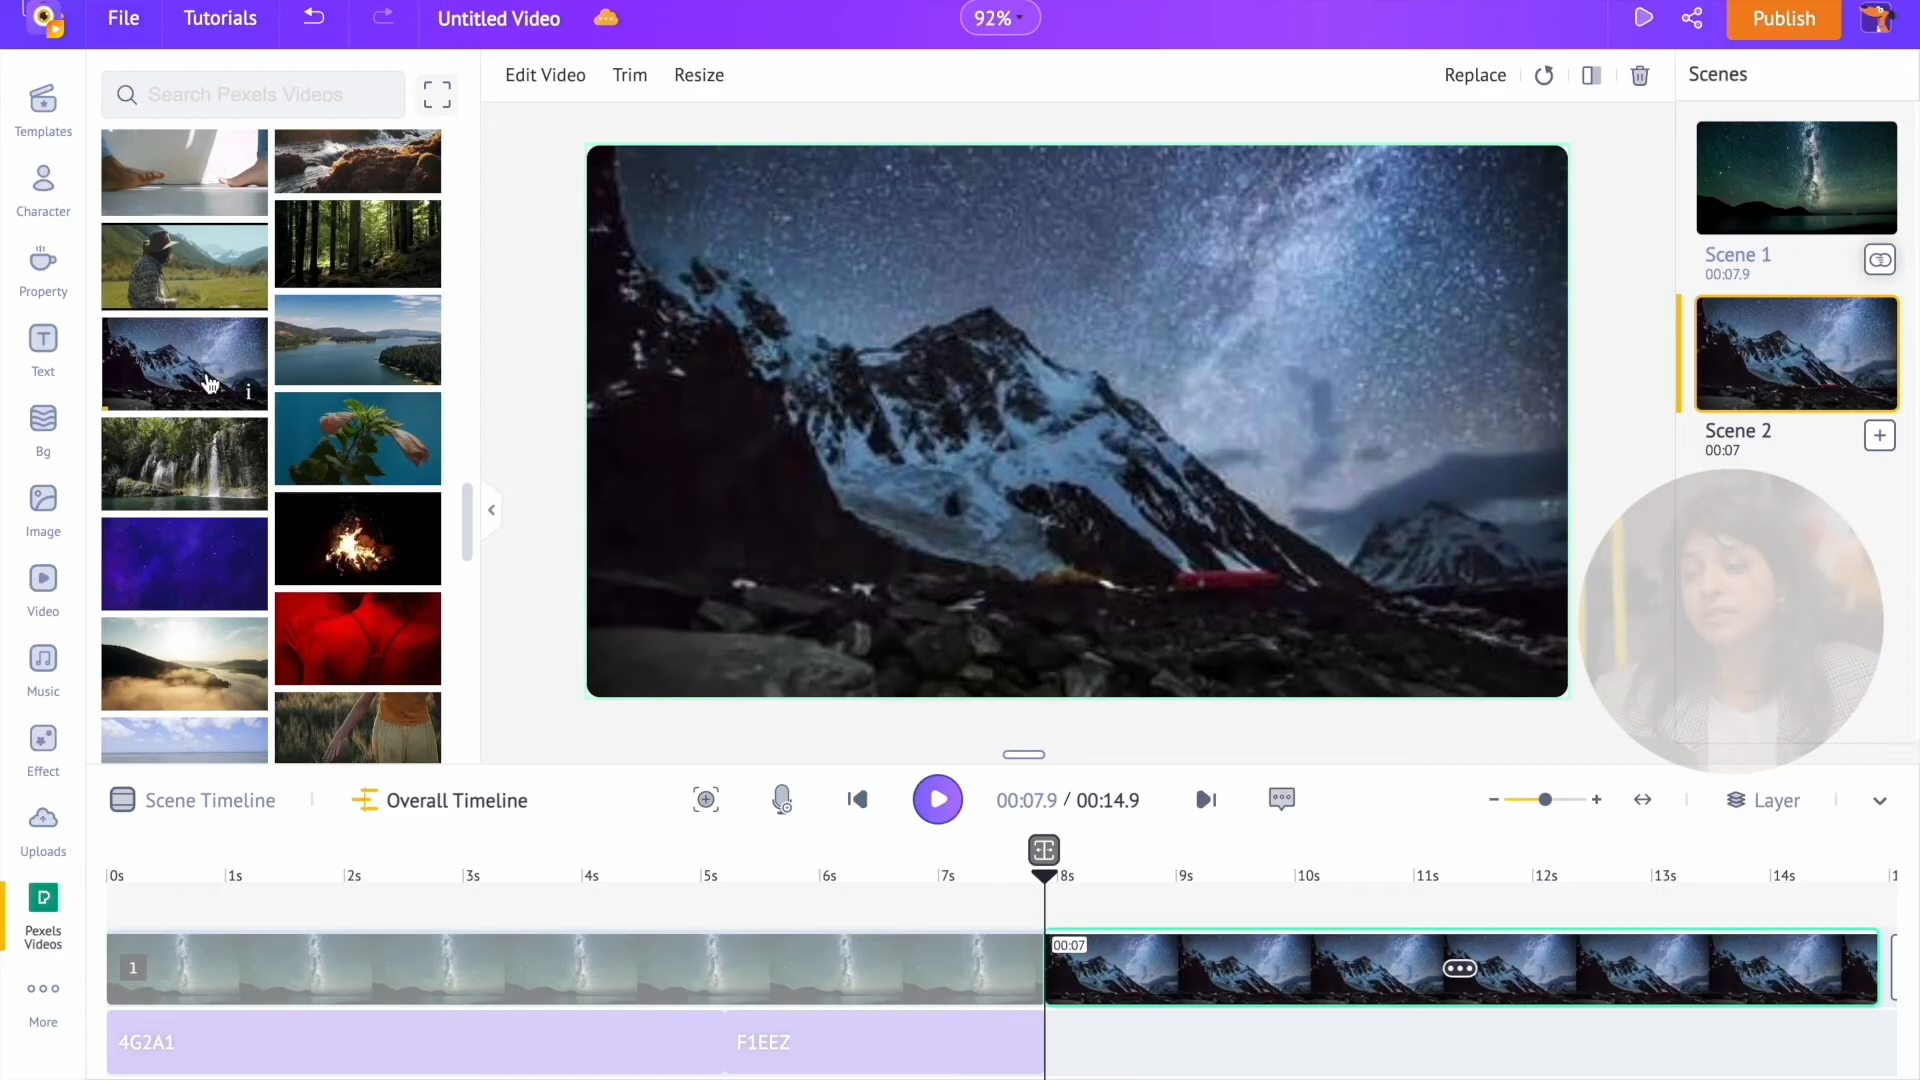 File
Tutorials
Untitled Video
92%
Publish
Search Pexels Videos
Edit Video
Trim
Resize
Replace
Scenes
Templates
Character
Property
Text
Bg
Image
Video
Music
Effect
Uploads
Pexels
Videos
More
i
Scene 1
00:07.9
Scene 2
00:07
Scene Timeline
Overall Timeline
00:07.9 / 00:14.9
Layer
0s 1s 2s 3s 4s 5s 6s 7s 8s 9s 10s 11s 12s 13s 14s 1
1
00:07
4G2A1
F1EEZ